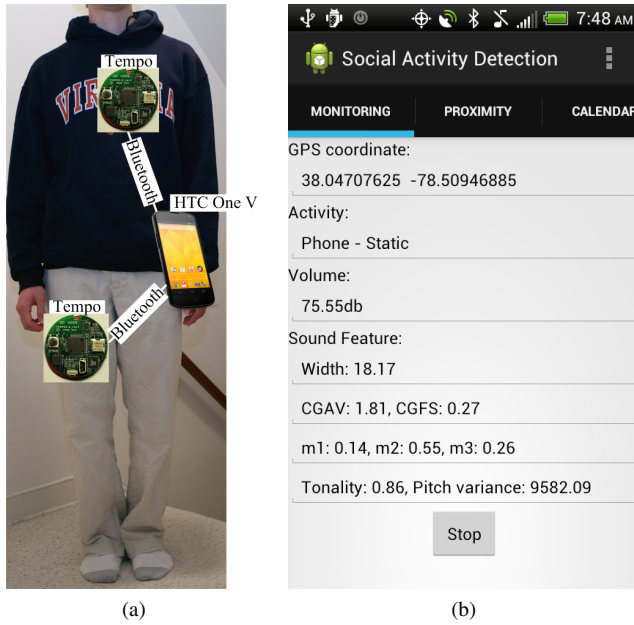 Tempo
VIRGINIA
Bluetooth
HTC One V
Tempo
Bluetooth
(a)
7:48 AM
Social Activity Detection
MONITORING PROXIMITY CALENDAR
GPS coordinate:
38.04707625 -78.50946885
Activity:
Phone - Static
Volume:
75.55db
Sound Feature:
Width: 18.17
CGAV: 1.81, CGFS: 0.27
m1: 0.14, m2: 0.55, m3: 0.26
Tonality: 0.86, Pitch variance: 9582.09
Stop
(b)